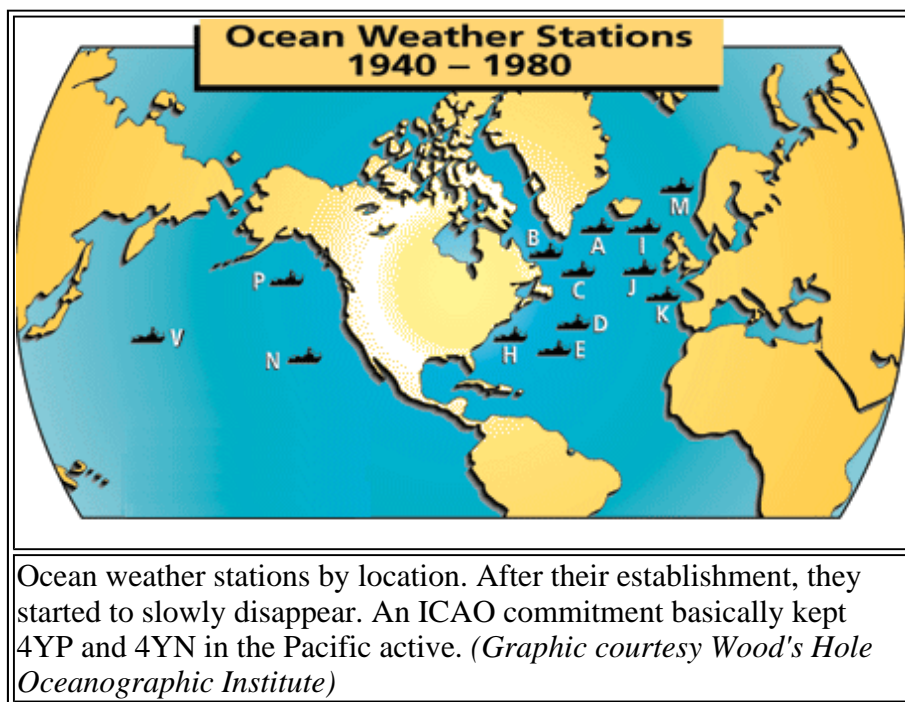 Ocean Weather Stations
1940 – 1980
M
B
A
I
P
C
J
K
V
D
N
H
E
Ocean weather stations by location. After their establishment, they
started to slowly disappear. An ICAO commitment basically kept
4YP and 4YN in the Pacific active. (Graphic courtesy Wood's Hole
Oceanographic Institute)